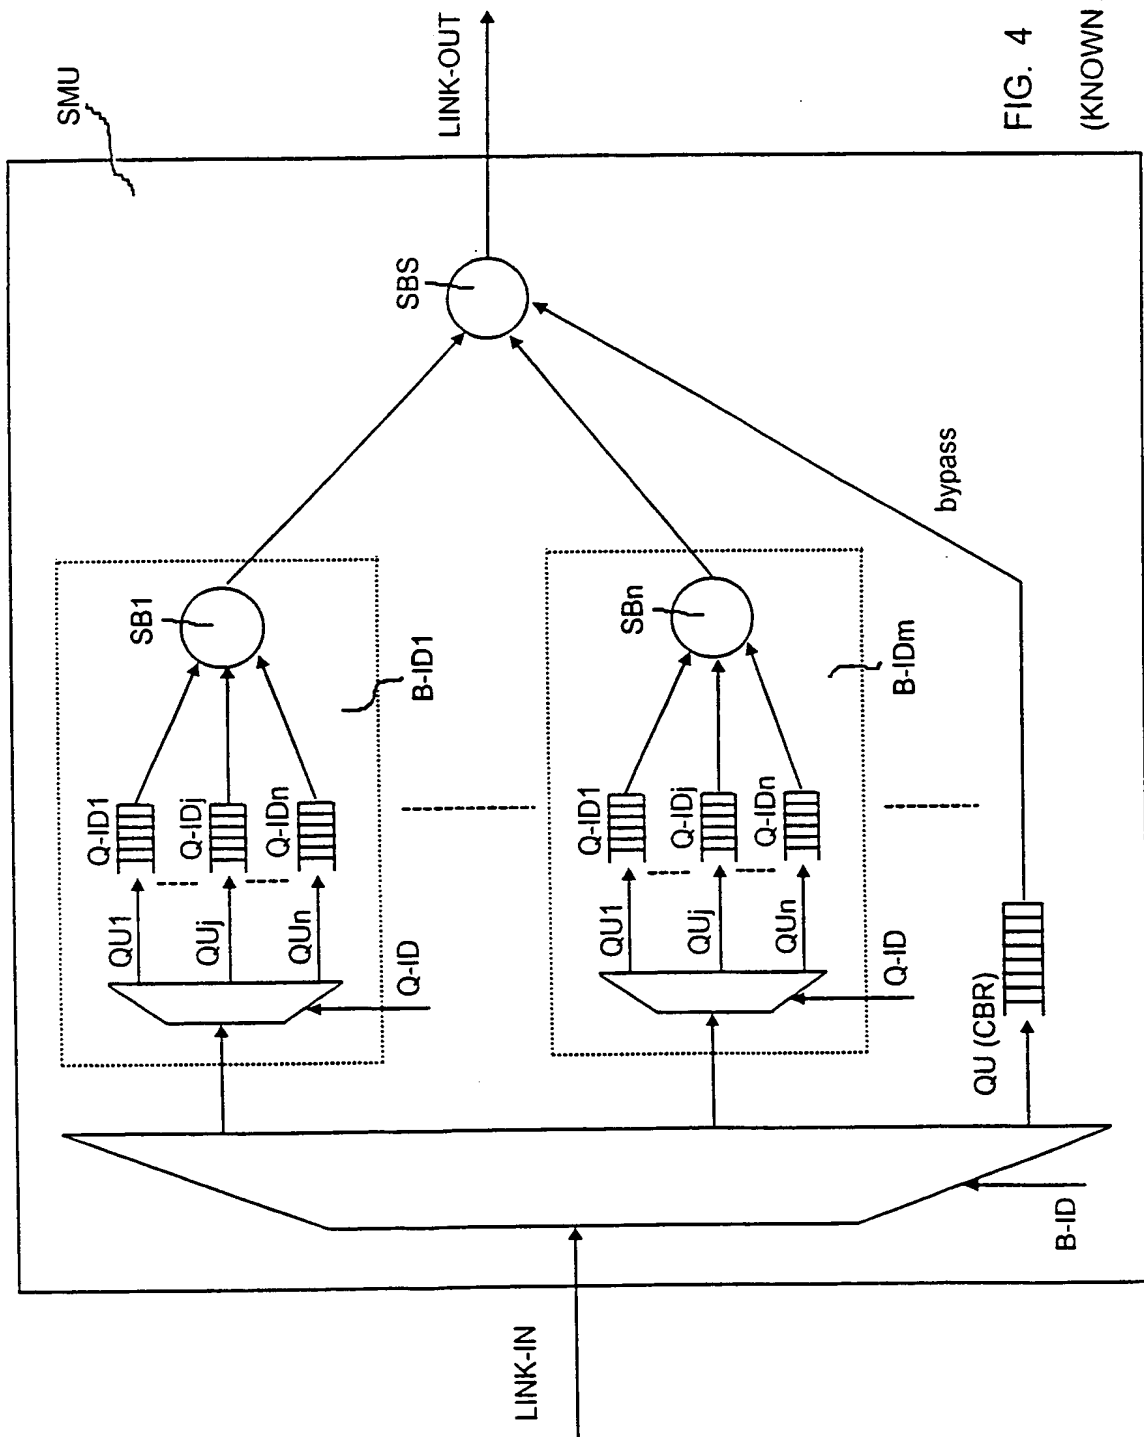 SMU
LINK-OUT
SBS
SB1
B-ID1
Q-ID1
Q-IDj
Q-IDn
QU1
QUj
QUn
Q-ID
SBn
B-IDm
Q-ID1
Q-IDj
Q-IDn
QU1
QUj
QUn
Q-ID
bypass
QU (CBR)
B-ID
LINK-IN
FIG. 4
(KNOWN